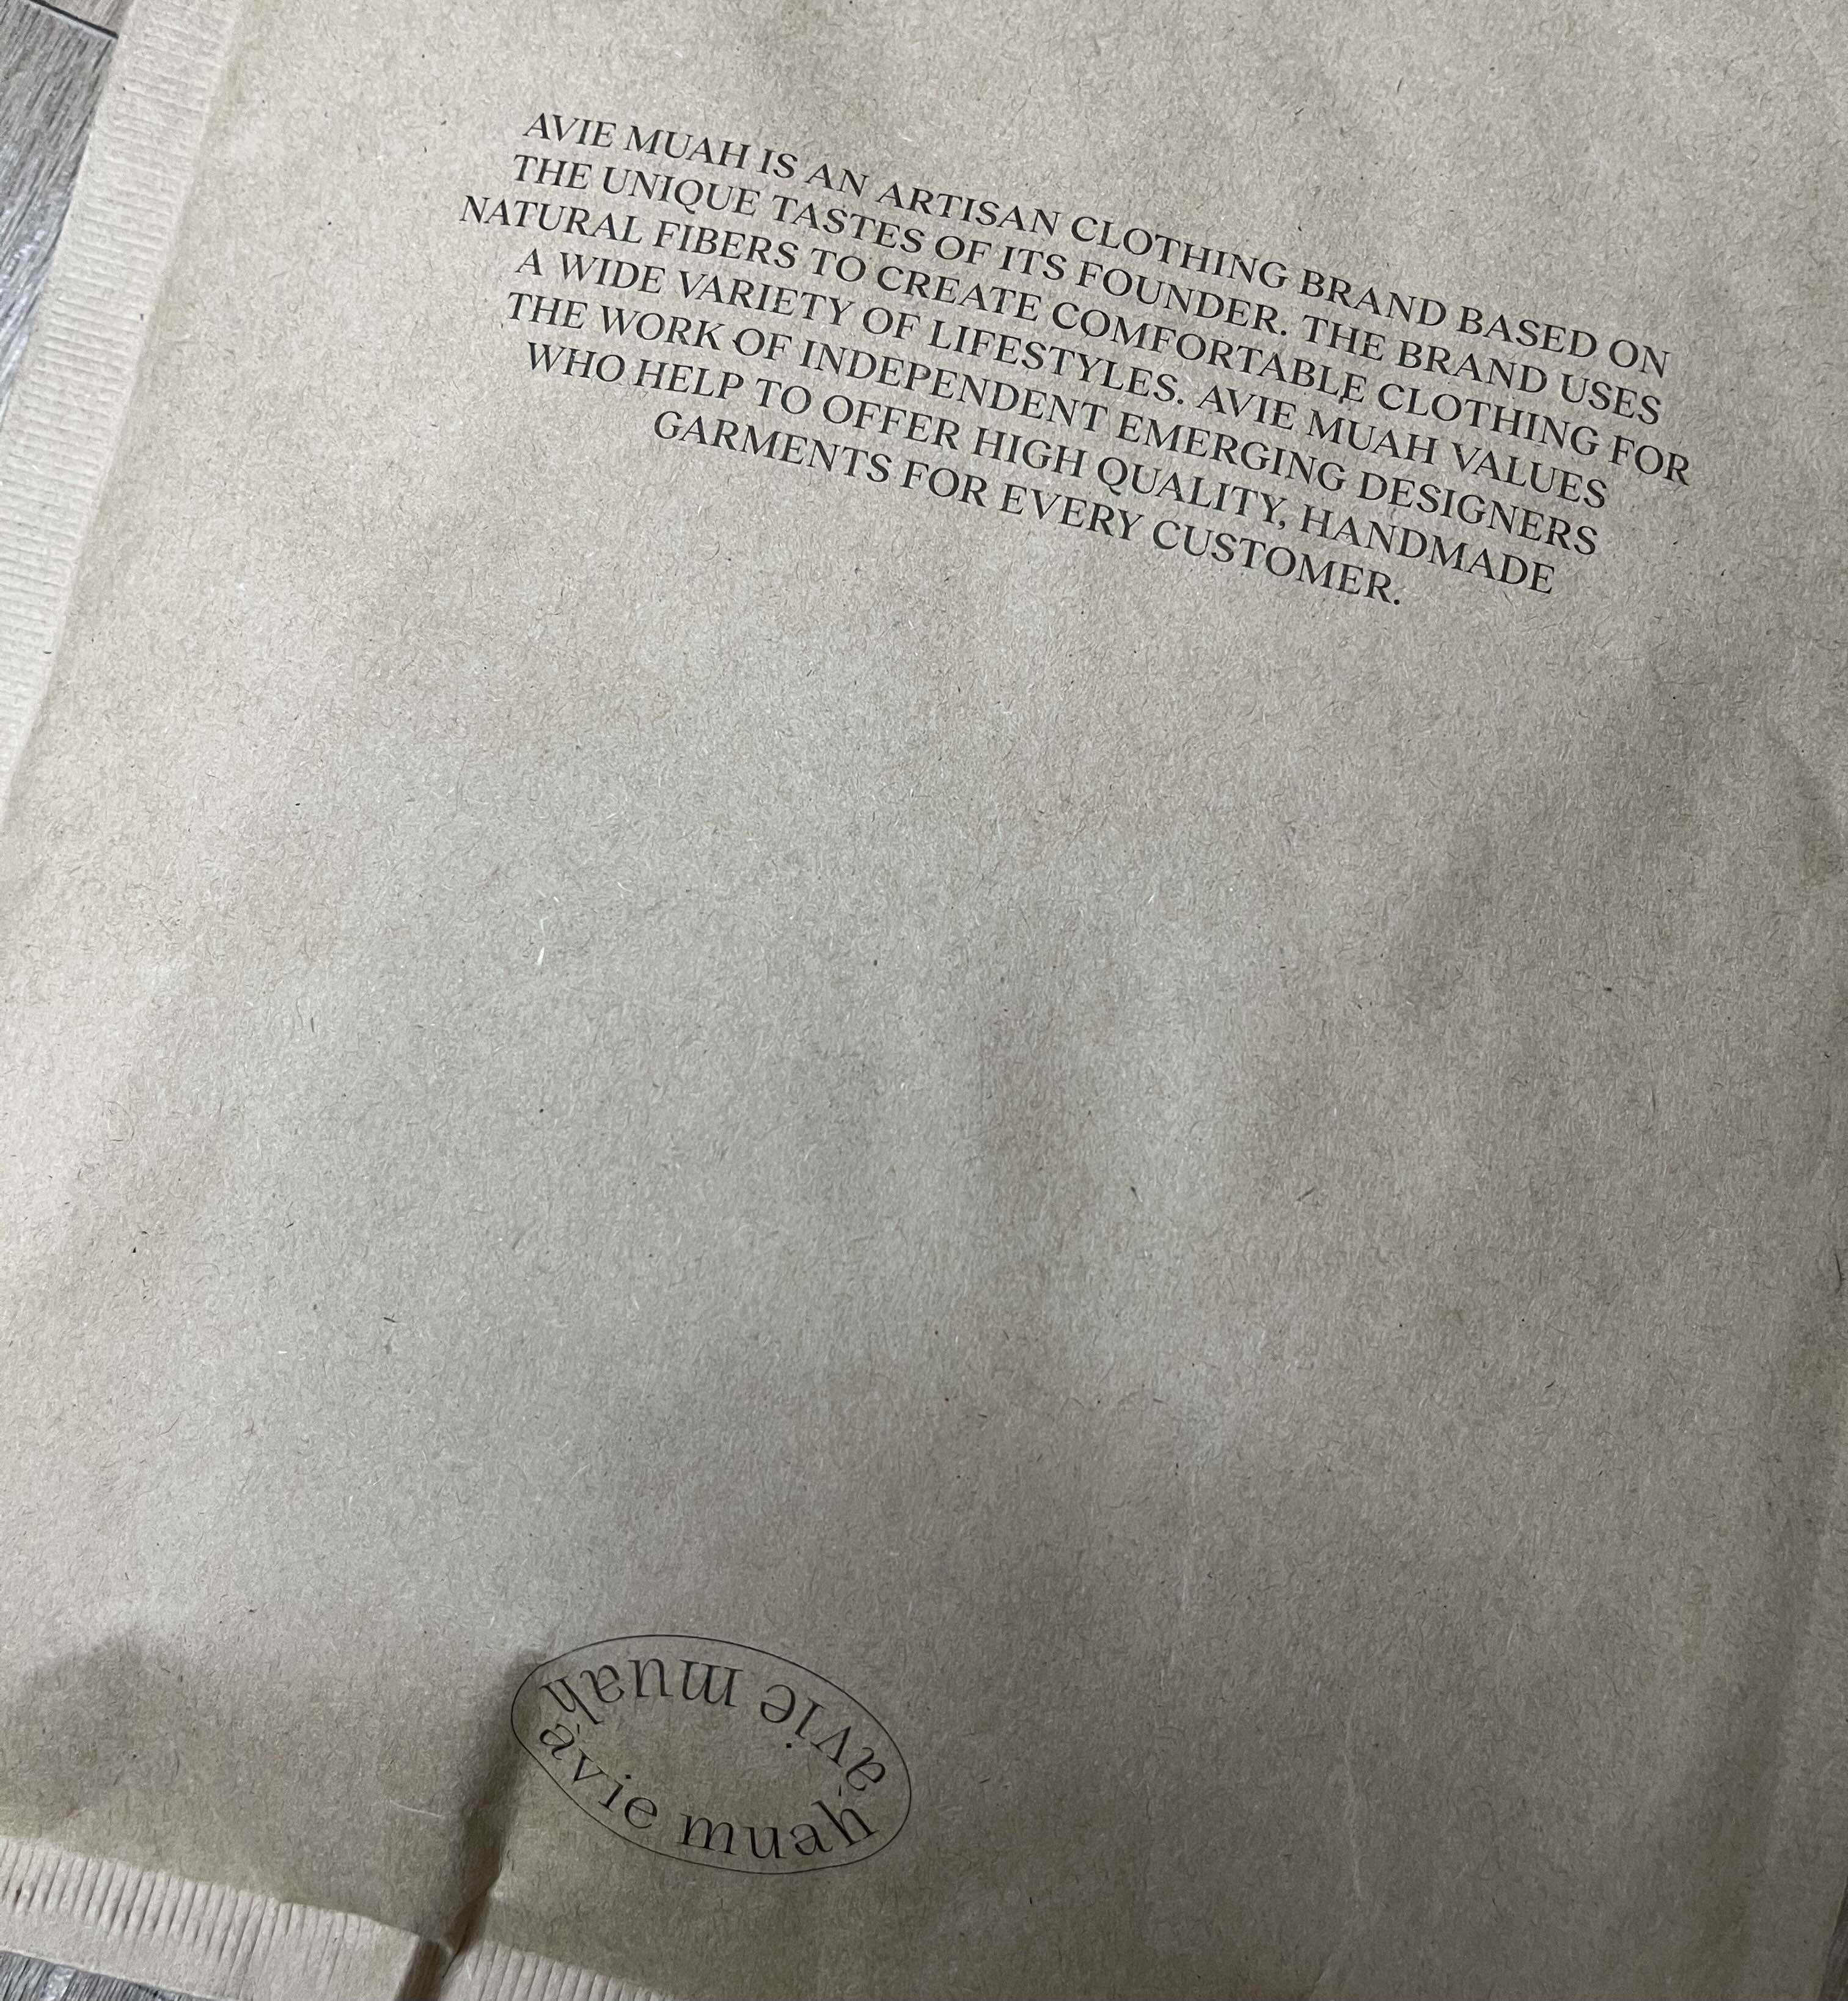 AVIE MUAH IS AN ARTISAN CLOTHING BRAND BASED ON
THE UNIQUE TASTES OF ITS FOUNDER. THE BRAND USES
NATURAL FIBERS TO CREATE COMFORTABLE CLOTHING FOR
A WIDE VARIETY OF LIFESTYLES. AVIE MUAH VALUES
THE WORK OF INDEPENDENT EMERGING DESIGNERS
WHO HELP TO OFFER HIGH QUALITY, HANDMADE
GARMENTS FOR EVERY CUSTOMER.
avie muah
avie muah